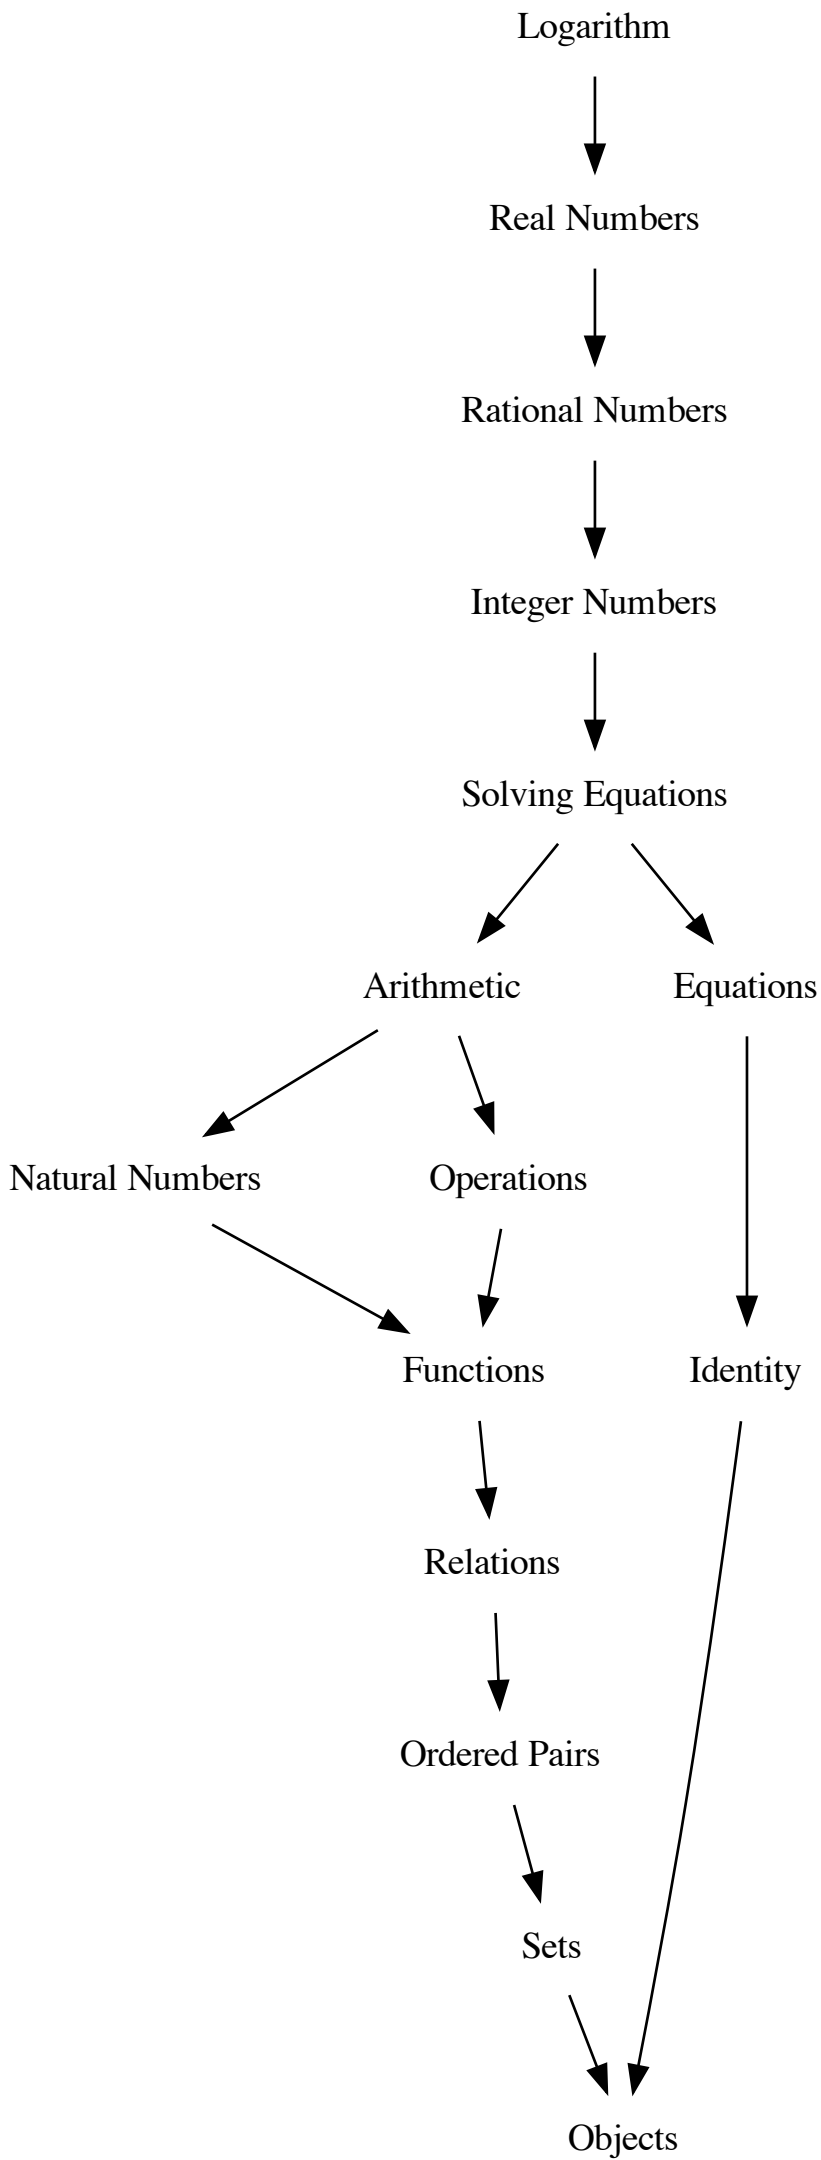 Logarithm
Real Numbers
Rational Numbers
Integer Numbers
Solving Equations
Arithmetic
Equations
Natural Numbers
Operations
Functions
Identity
Relations
Ordered Pairs
Sets
Objects